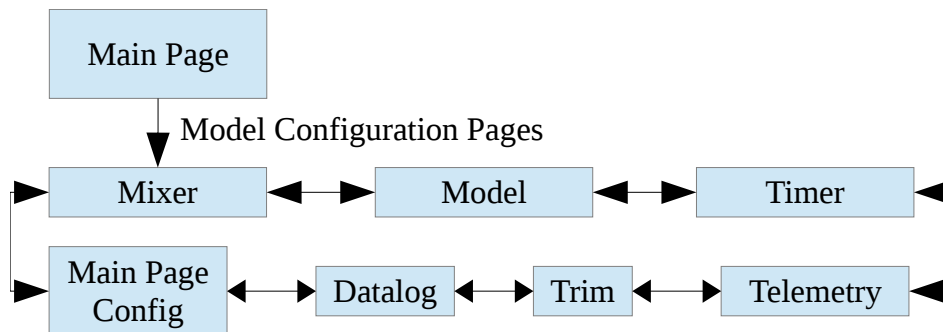 Main Page
Model Configuration Pages
Mixer
Model
Timer
Main Page
Config
Datalog
Trim
Telemetry